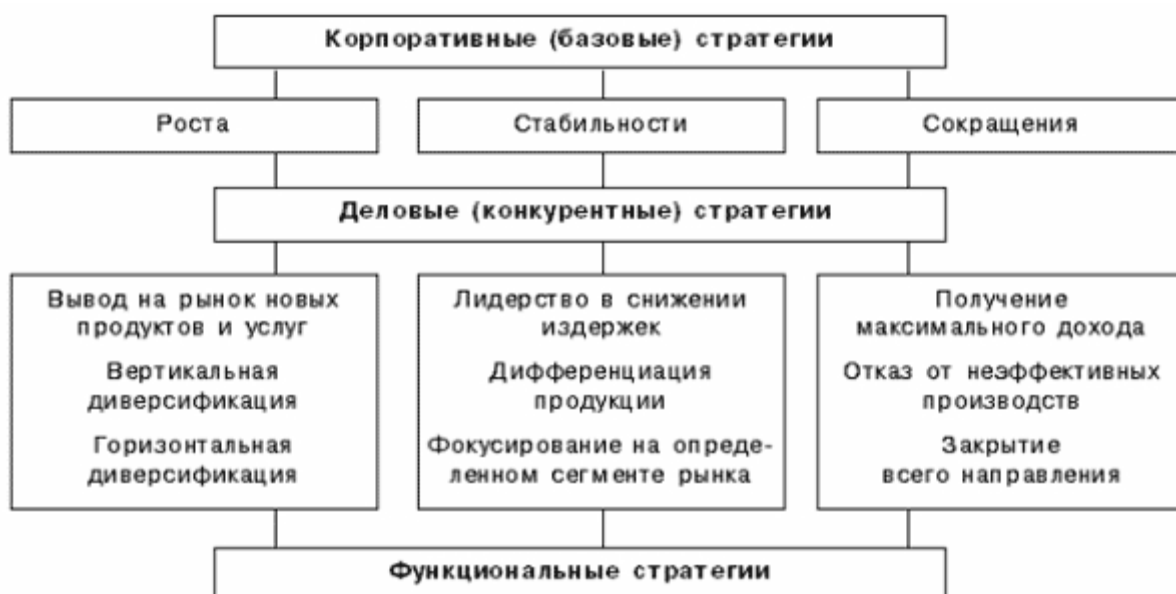 Корпоративные (базовые) стратегии
Роста
Стабильности
Сокращения
Деловые (конкурентные) стратегии
Вывод на рынок новых
продуктов и услуг
Вертикальная
диверсификация
Горизонтальная
диверсификация
Лидерство в снижении
издержек
Дифференциация
продукции
Фокусирование на опреде-
ленном сегменте рынка
Получение
максимального дохода
Отказ от неэффективных
производств
Закрытие
всего направления
Функциональные стратегии